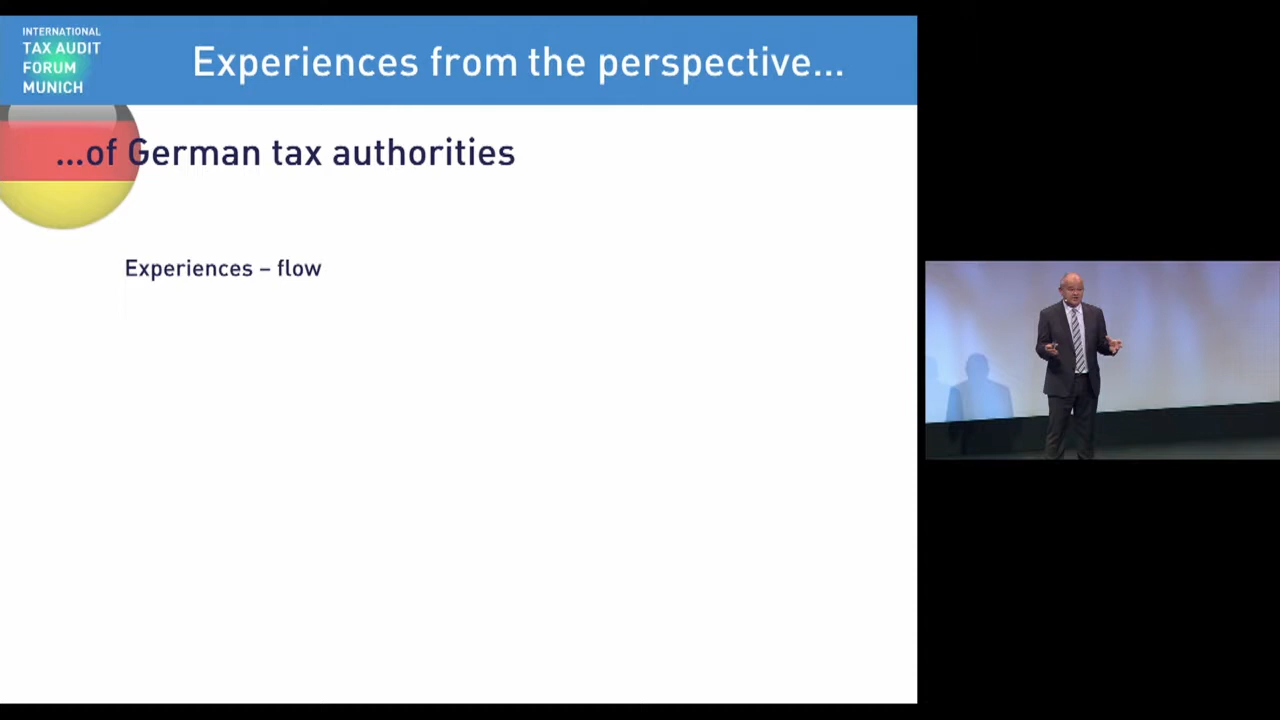 INTERNATIONAL
TAX AUDIT
FORUM
MUNICH
Experiences from the perspective...
...of German tax authorities
Experiences – flow